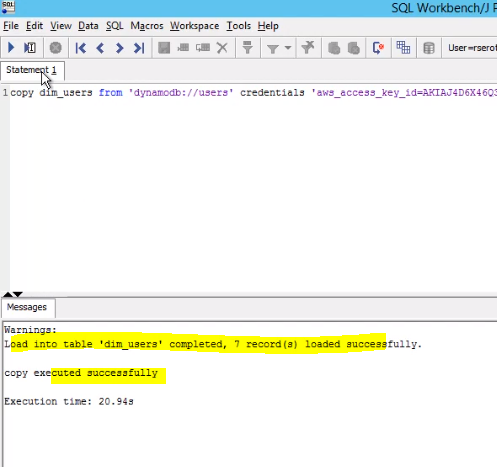 SQL Workbench/J
File Edit View Data SQL Macros Workspace Tools Help
User=rserot
Statement 1
1 copy dim_users from 'dynamodb://users' credentials 'aws_access_key_id=AKIAJ4D6X46Q3
Messages
Warnings:
Load into table 'dim_users' completed, 7 record(s) loaded successfully.
copy executed successfully
Execution time: 20.94s